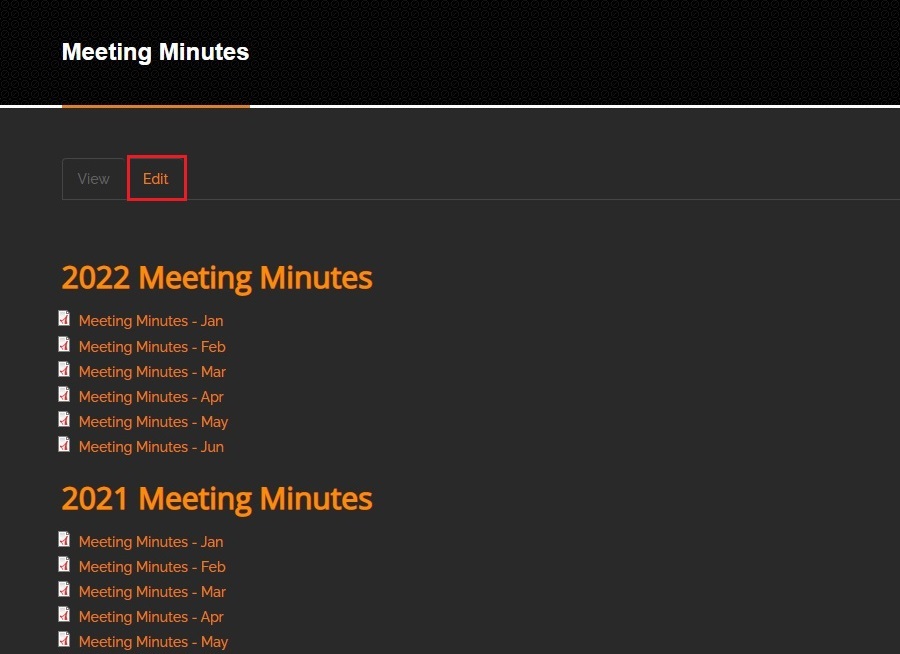 Meeting Minutes
View
Edit
2022 Meeting Minutes
Meeting Minutes - Jan
Meeting Minutes - Feb
Meeting Minutes - Mar
Meeting Minutes - Apr
Meeting Minutes - May
Meeting Minutes - Jun
2021 Meeting Minutes
Meeting Minutes - Jan
Meeting Minutes - Feb
Meeting Minutes - Mar
Meeting Minutes - Apr
Meeting Minutes - May